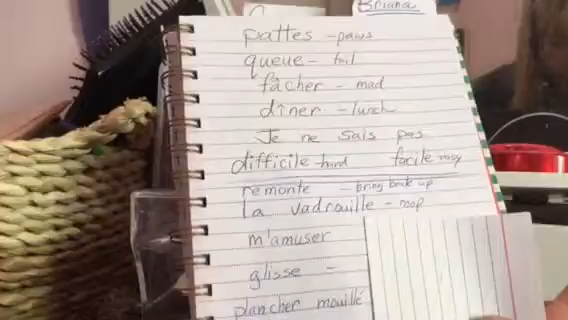 Briana
pattes - paws
queue - tail
fâcher - mad
dîner - lunch
Je ne sais pas
difficile - hard facile - easy
remonte - bring back up
la vadrouille - mop
m'amuser
glisse -
plancher mouillé